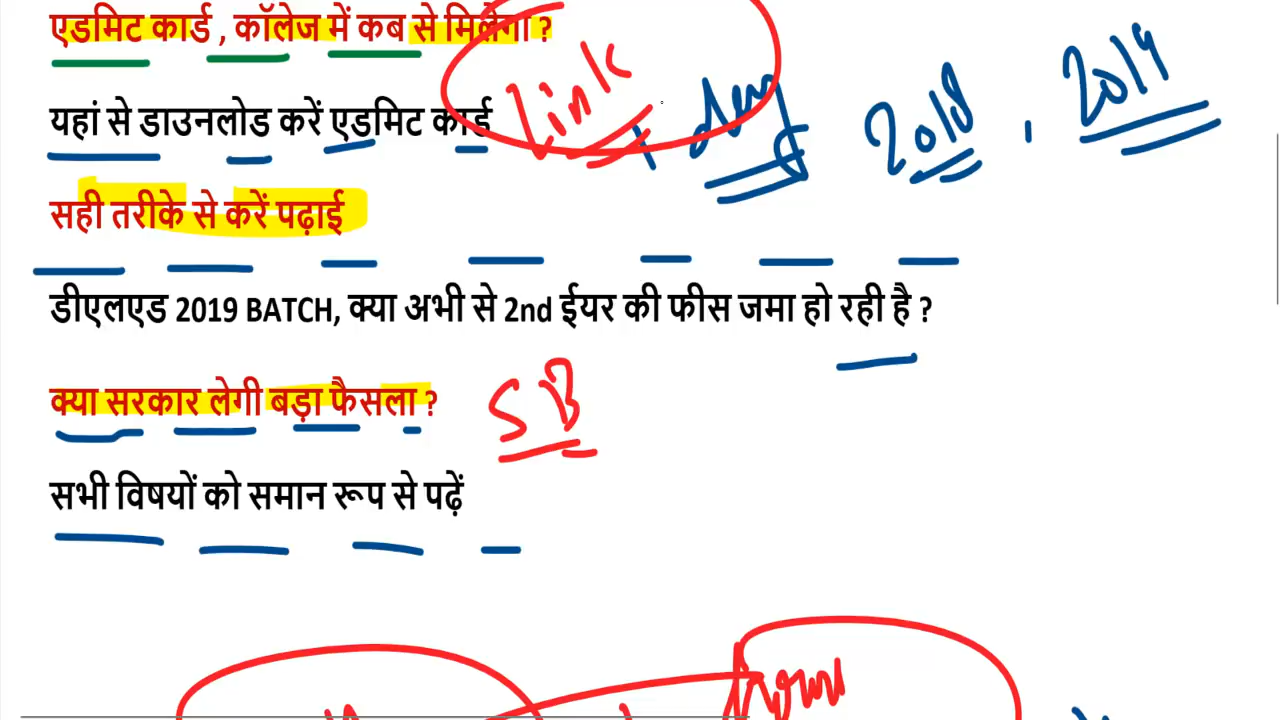 एडमिट कार्ड , कॉलेज में कब से मिलेगा ?
Link
यहां से डाउनलोड करें एडमिट कार्ड
2018 , 2019
सही तरीके से करें पढ़ाई
डीएलएड 2019 BATCH, क्या अभी से 2nd ईयर की फीस जमा हो रही है ?
क्या सरकार लेगी बड़ा फैसला ?
SB
सभी विषयों को समान रूप से पढ़ें